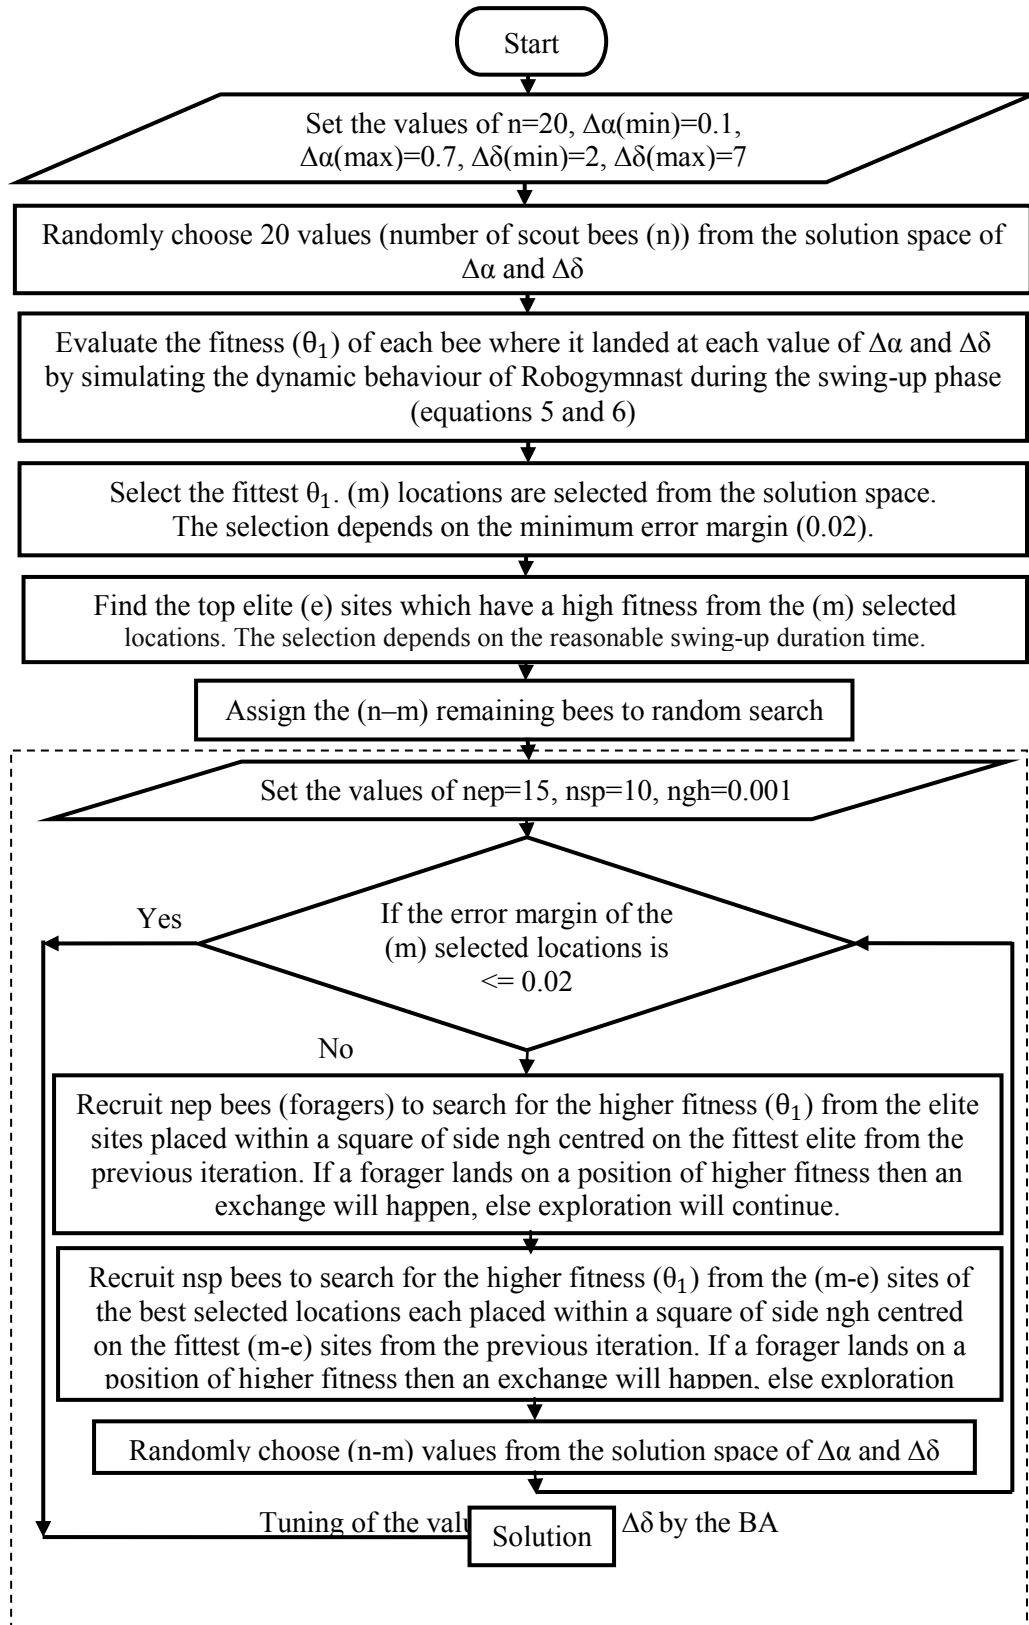 Start
Set the values of n=20, Δα(min)=0.1,
Δα(max)=0.7, Δδ(min)=2, Δδ(max)=7
Randomly choose 20 values (number of scout bees (n)) from the solution space of
Δα and Δδ
Evaluate the fitness (θ₁) of each bee where it landed at each value of Δα and Δδ
by simulating the dynamic behaviour of Robogymnast during the swing-up phase
(equations 5 and 6)
Select the fittest θ₁. (m) locations are selected from the solution space.
The selection depends on the minimum error margin (0.02).
Find the top elite (e) sites which have a high fitness from the (m) selected
locations. The selection depends on the reasonable swing-up duration time.
Assign the (n–m) remaining bees to random search
Set the values of nep=15, nsp=10, ngh=0.001
Yes
If the error margin of the
(m) selected locations is
<= 0.02
No
Recruit nep bees (foragers) to search for the higher fitness (θ₁) from the elite
sites placed within a square of side ngh centred on the fittest elite from the
previous iteration. If a forager lands on a position of higher fitness then an
exchange will happen, else exploration will continue.
Recruit nsp bees to search for the higher fitness (θ₁) from the (m-e) sites of
the best selected locations each placed within a square of side ngh centred
on the fittest (m-e) sites from the previous iteration. If a forager lands on a
position of higher fitness then an exchange will happen, else exploration
Randomly choose (n-m) values from the solution space of Δα and Δδ
Tuning of the Δδ by the BA
Solution